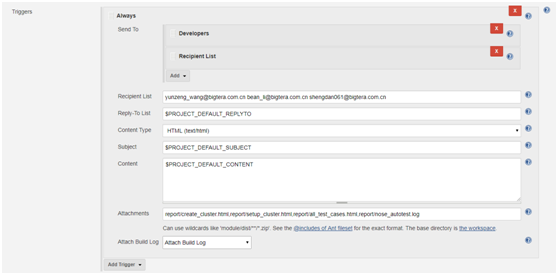 Triggers
X
Always
Send To
X
Developers
X
Recipient List
Add
Recipient List
yunzeng_wang@bigtera.com.cn bean_li@bigtera.com.cn shengdan061@bigtera.com.cn
Reply-To List
$PROJECT_DEFAULT_REPLYTO
Content Type
HTML (text/html)
Subject
$PROJECT_DEFAULT_SUBJECT
Content
$PROJECT_DEFAULT_CONTENT
Attachments
report/create_cluster.html,report/setup_cluster.html,report/all_test_cases.html,report/nose_autotest.log
Can use wildcards like 'module/dist/**/*.zip'. See the @includes of Ant fileset for the exact format. The base directory is the workspace.
Attach Build Log
Attach Build Log
Add Trigger